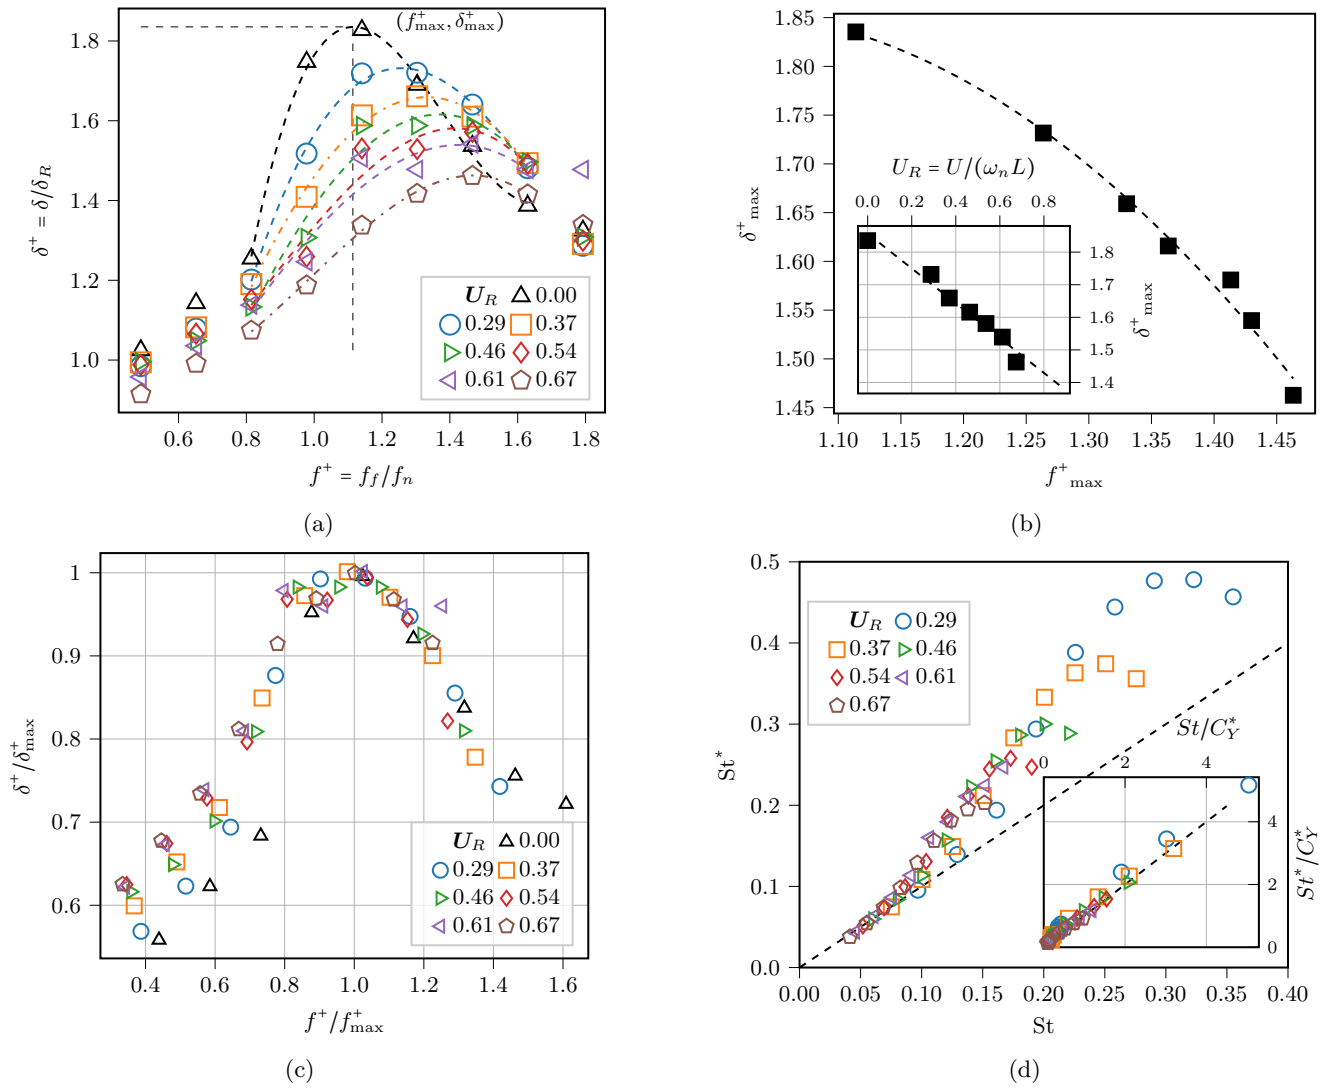 (f⁺max, δ⁺max)
1.8
1.6
1.4
1.2
1.0
δ⁺ = δ/δR
UR 0.00
0.29 0.37
0.46 0.54
0.61 0.67
0.6 0.8 1.0 1.2 1.4 1.6 1.8
f⁺ = ff/fn
(a)
1.85
1.80
1.75
1.70
1.65
1.60
1.55
1.50
1.45
δ⁺max
UR = U/(ωnL)
0.0 0.2 0.4 0.6 0.8
1.8
1.7
1.6
1.5
1.4
δ⁺max
1.10 1.15 1.20 1.25 1.30 1.35 1.40 1.45
f⁺max
(b)
1
0.9
0.8
0.7
0.6
δ⁺/δ⁺max
UR 0.00
0.29 0.37
0.46 0.54
0.61 0.67
0.4 0.6 0.8 1.0 1.2 1.4 1.6
f⁺/f⁺max
(c)
0.5
0.4
0.3
0.2
0.1
0.0
St*
UR 0.29
0.37 0.46
0.54 0.61
0.67
St/C*Y
0 2 4
4
2
0
St*/C*Y
0.00 0.05 0.10 0.15 0.20 0.25 0.30 0.35 0.40
St
(d)